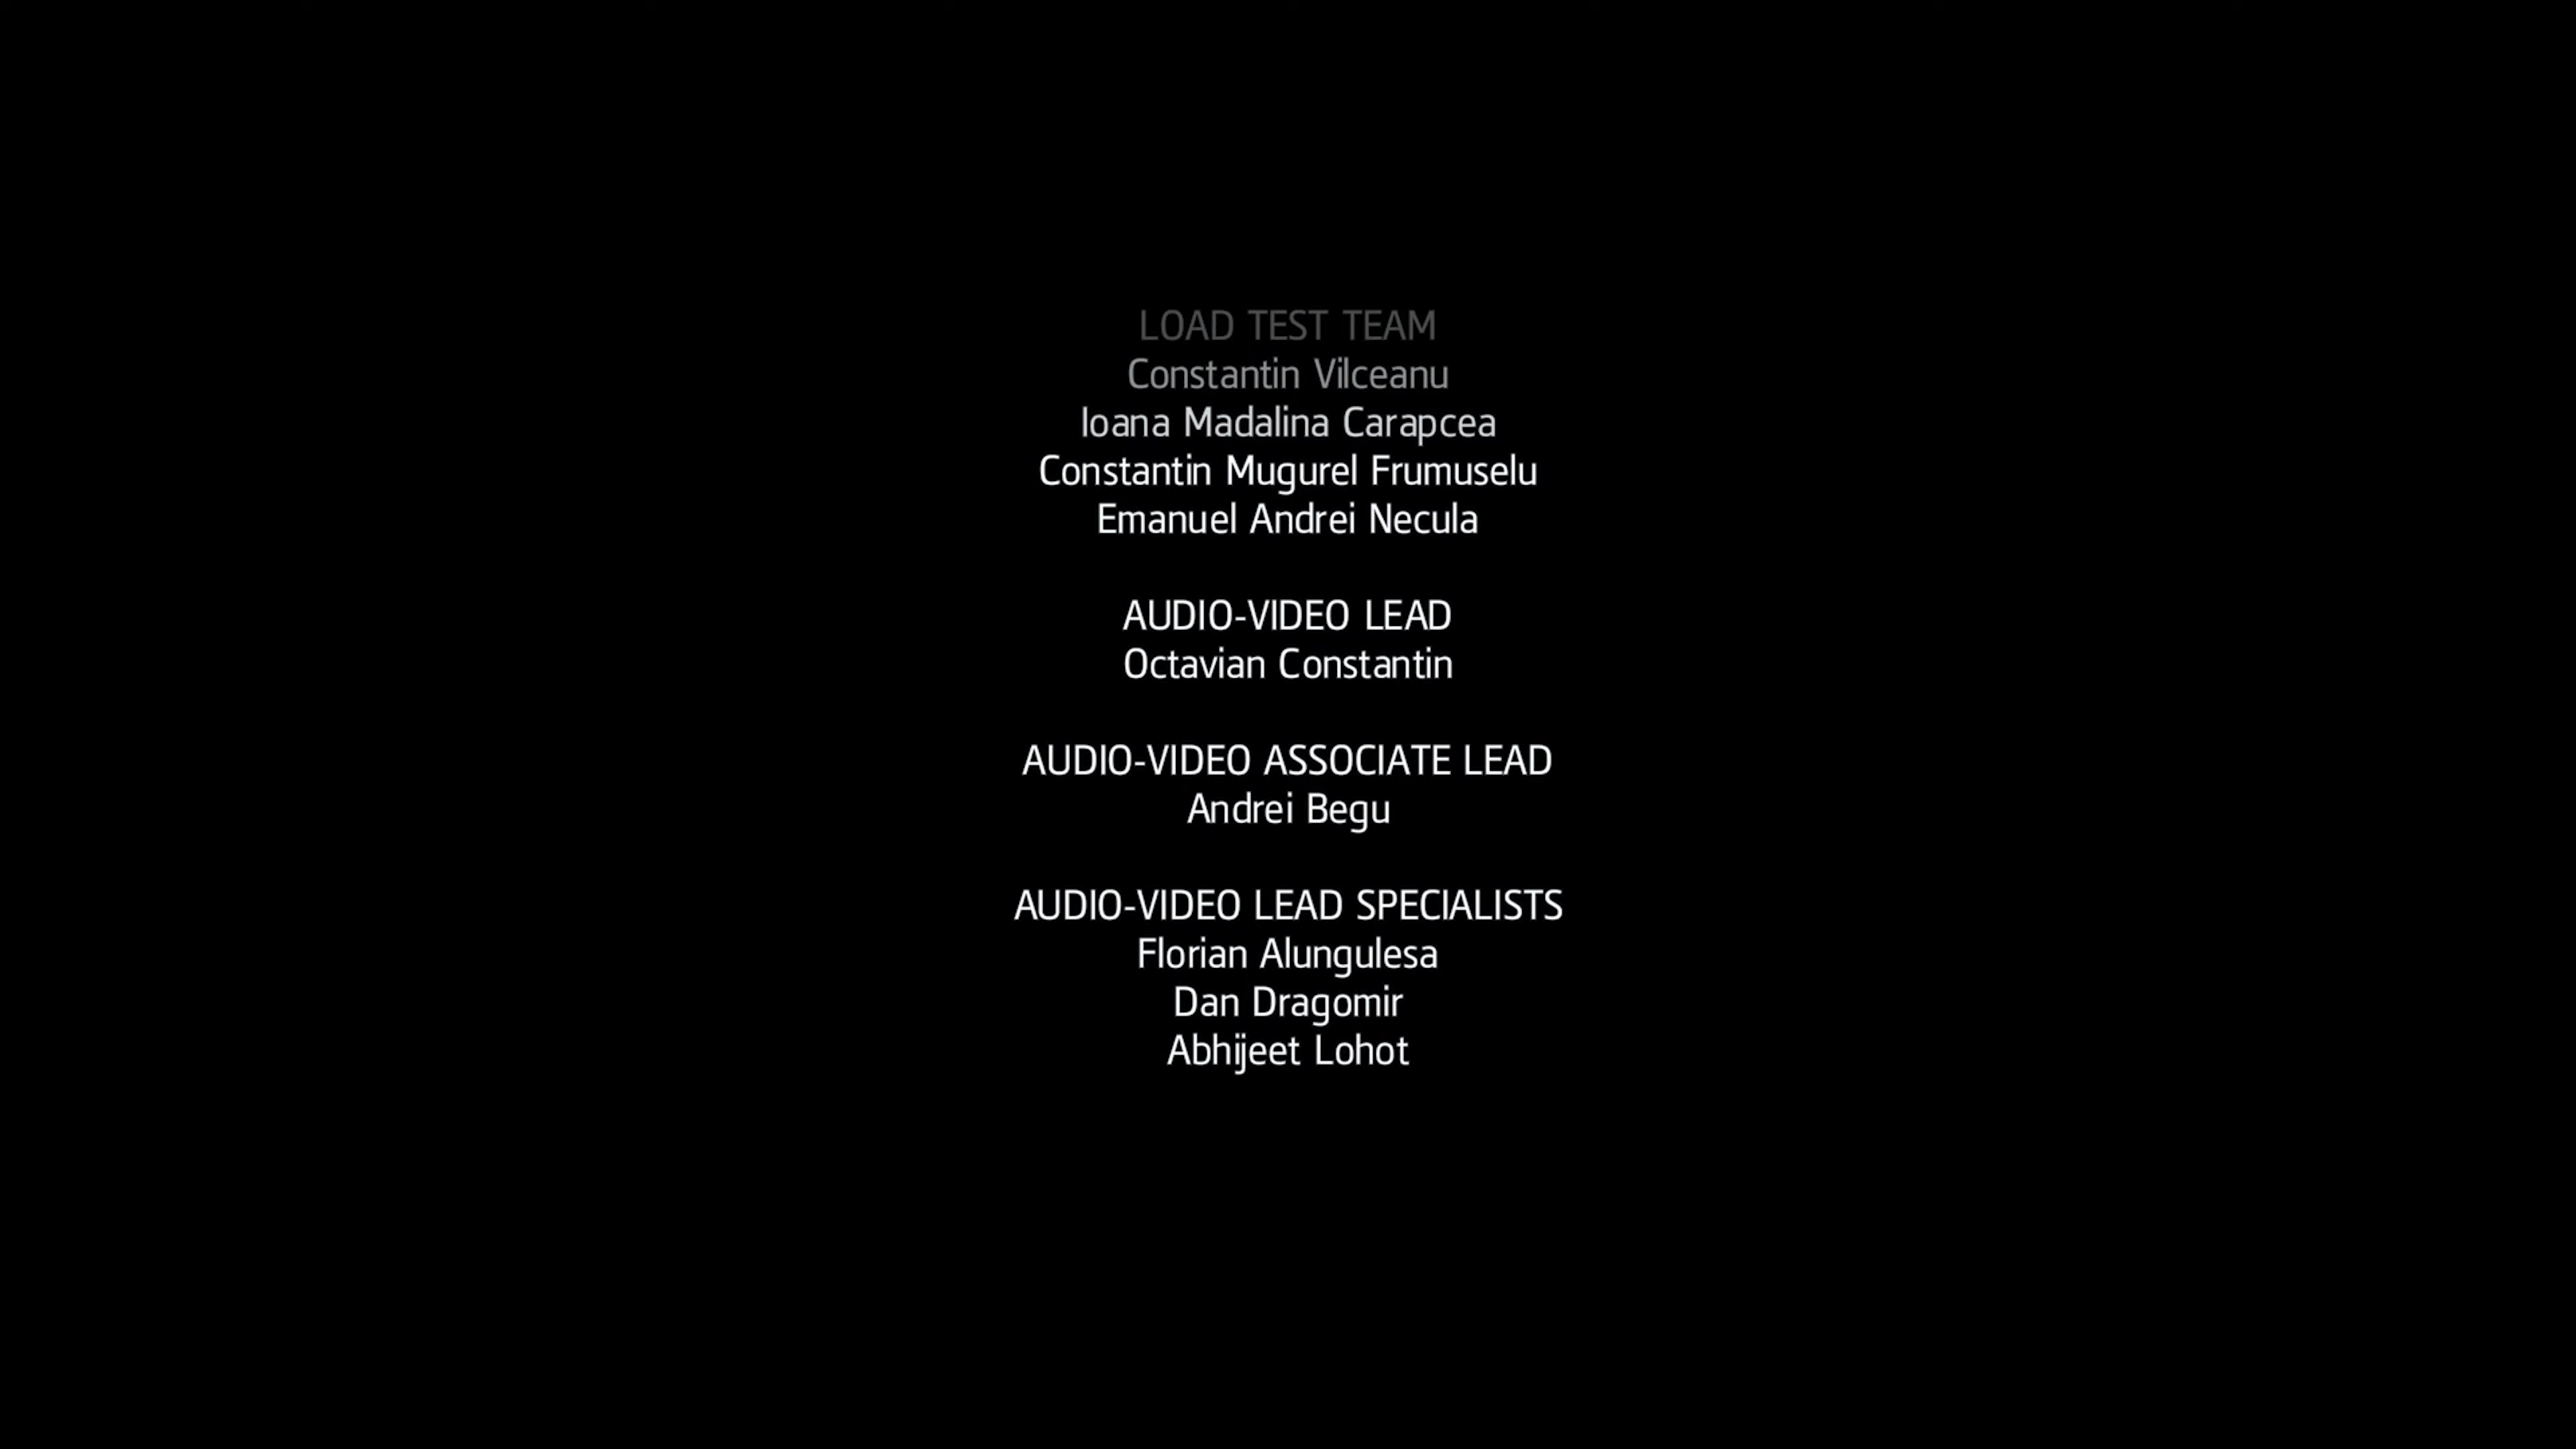 LOAD TEST TEAM
Constantin Vilceanu
Ioana Madalina Carapcea
Constantin Mugurel Frumuselu
Emanuel Andrei Necula
AUDIO-VIDEO LEAD
Octavian Constantin
AUDIO-VIDEO ASSOCIATE LEAD
Andrei Begu
AUDIO-VIDEO LEAD SPECIALISTS
Florian Alungulesa
Dan Dragomir
Abhijeet Lohot